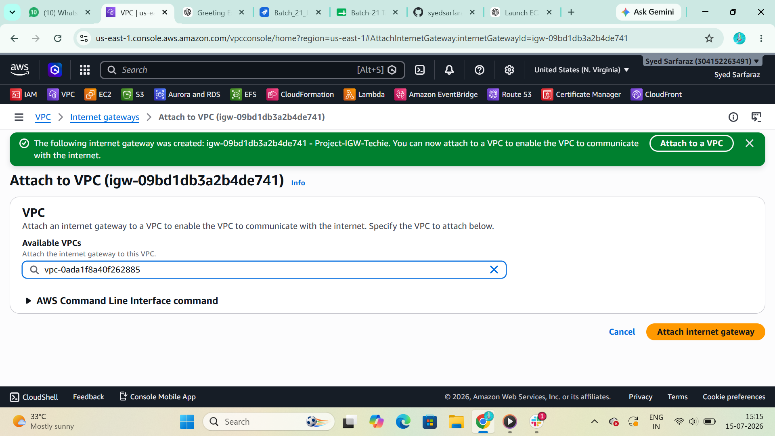 (10) Whats
VPC | us-e
Greeting E
Batch_21_
Batch-21 I
syedsarfar
Launch EC
Ask Gemini
us-east-1.console.aws.amazon.com/vpcconsole/home?region=us-east-1#AttachInternetGateway:internetGatewayId=igw-09bd1db3a2b4de741
aws
Search
[Alt+S]
United States (N. Virginia)
Syed Sarfaraz (304152263491)
Syed Sarfaraz
IAM VPC EC2 S3 Aurora and RDS EFS CloudFormation Lambda Amazon EventBridge Route 53 Certificate Manager CloudFront
VPC > Internet gateways > Attach to VPC (igw-09bd1db3a2b4de741)
The following internet gateway was created: igw-09bd1db3a2b4de741 - Project-IGW-Techie. You can now attach to a VPC to enable the VPC to communicate
with the internet.
Attach to a VPC
Attach to VPC (igw-09bd1db3a2b4de741) Info
VPC
Attach an internet gateway to a VPC to enable the VPC to communicate with the internet. Specify the VPC to attach below.
Available VPCs
Attach the internet gateway to this VPC.
vpc-0ada1f8a40f262885
AWS Command Line Interface command
Cancel
Attach internet gateway
CloudShell Feedback Console Mobile App
© 2026, Amazon Web Services, Inc. or its affiliates. Privacy Terms Cookie preferences
33°C
Mostly sunny
Search
ENG
IN
15:15
15-07-2026